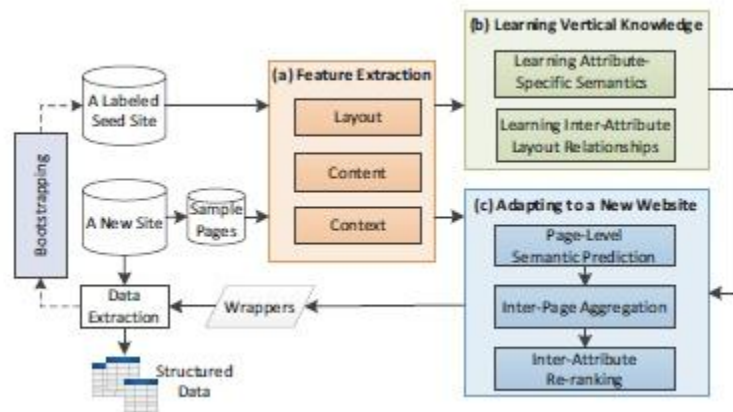 (b) Learning Vertical Knowledge
Learning Attribute-
Specific Semantics
Learning Inter-Attribute
Layout Relationships
(a) Feature Extraction
Layout
Content
Context
A Labeled
Seed Site
Bootstrapping
A New Site
Sample
Pages
(c) Adapting to a New Website
Page-Level
Semantic Prediction
Inter-Page Aggregation
Inter-Attribute
Re-ranking
Wrappers
Data
Extraction
Structured
Data